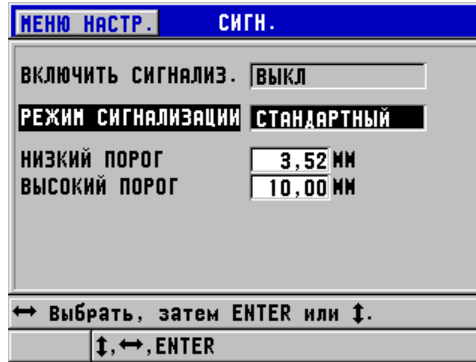 МЕНЮ НАСТР. СИГН.
ВКЛЮЧИТЬ СИГНАЛИЗ. ВЫКЛ
РЕЖИМ СИГНАЛИЗАЦИИ СТАНДАРТНЫЙ
НИЗКИЙ ПОРОГ 3,52 ММ
ВЫСОКИЙ ПОРОГ 10,00 ММ
↔ Выбрать, затем ENTER или ↕.
↕,↔,ENTER